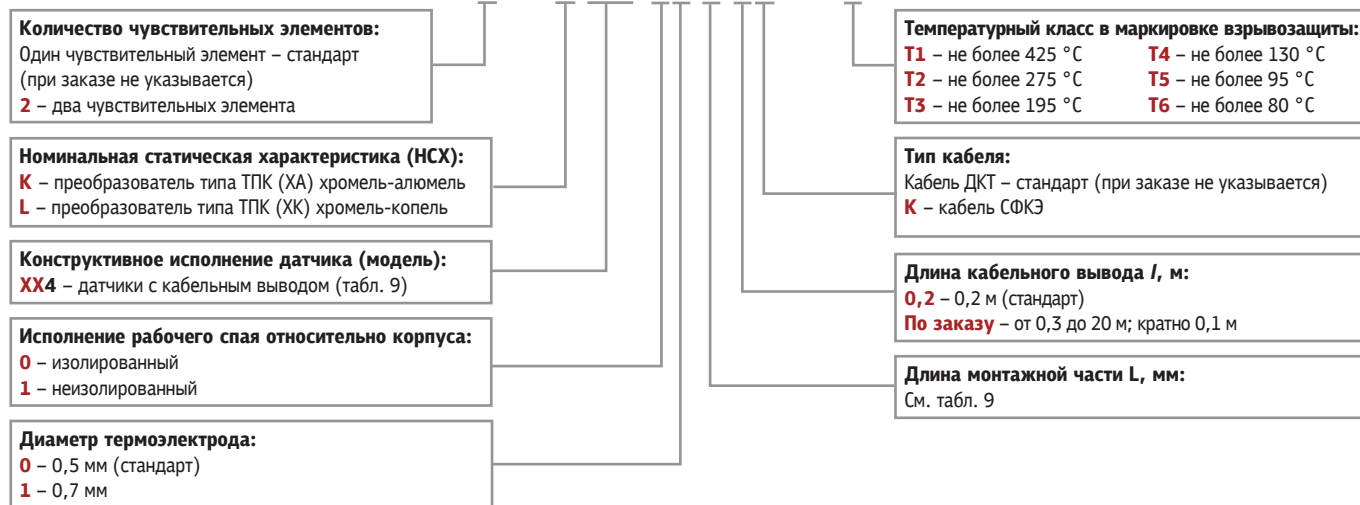 Количество чувствительных элементов:
Один чувствительный элемент – стандарт
(при заказе не указывается)
2 – два чувствительных элемента
Номинальная статическая характеристика (НСХ):
K – преобразователь типа ТПК (ХА) хромель-алюмель
L – преобразователь типа ТПК (ХК) хромель-копель
Конструктивное исполнение датчика (модель):
XX4 – датчики с кабельным выводом (табл. 9)
Исполнение рабочего спая относительно корпуса:
0 – изолированный
1 – неизолированный
Диаметр термоэлектрода:
0 – 0,5 мм (стандарт)
1 – 0,7 мм
Температурный класс в маркировке взрывозащиты:
Т1 – не более 425 °С Т4 – не более 130 °С
Т2 – не более 275 °С Т5 – не более 95 °С
Т3 – не более 195 °С Т6 – не более 80 °С
Тип кабеля:
Кабель ДКТ – стандарт (при заказе не указывается)
К – кабель СФКЭ
Длина кабельного вывода l, м:
0,2 – 0,2 м (стандарт)
По заказу – от 0,3 до 20 м; кратно 0,1 м
Длина монтажной части L, мм:
См. табл. 9